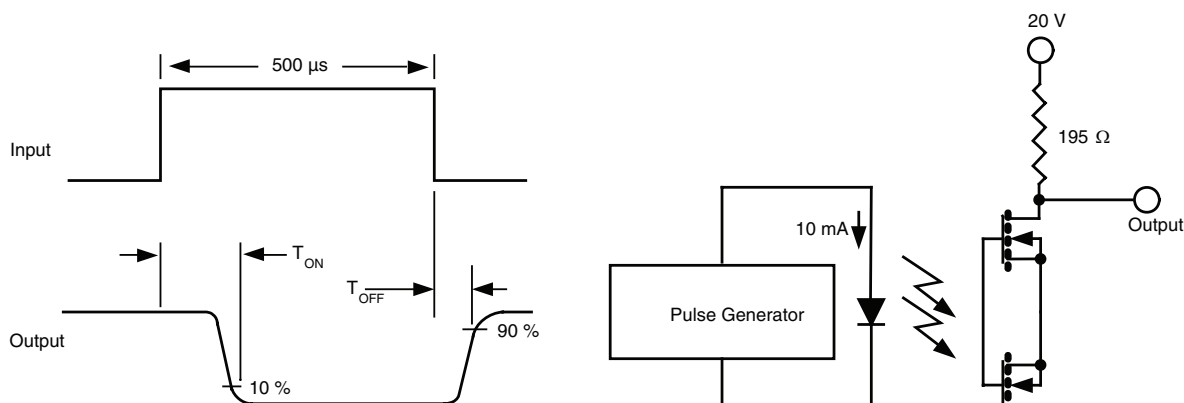 500 µs
Input
T_ON
T_OFF
Output
90 %
10 %
20 V
195 Ω
Output
10 mA
Pulse Generator